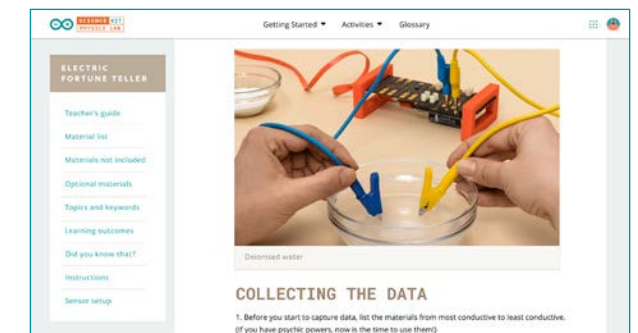 SCIENCE KIT
PHYSICS LAB
Getting Started
Activities
Glossary
ELECTRIC
FORTUNE TELLER
Teacher's guide
Material list
Materials not included
Optional materials
Topics and keywords
Learning outcomes
Did you know that?
Instructions
Sensor setup
Deionised water
COLLECTING THE DATA
1. Before you start to capture data, list the materials from most conductive to least conductive.
(if you have psychic powers, now is the time to use them!)